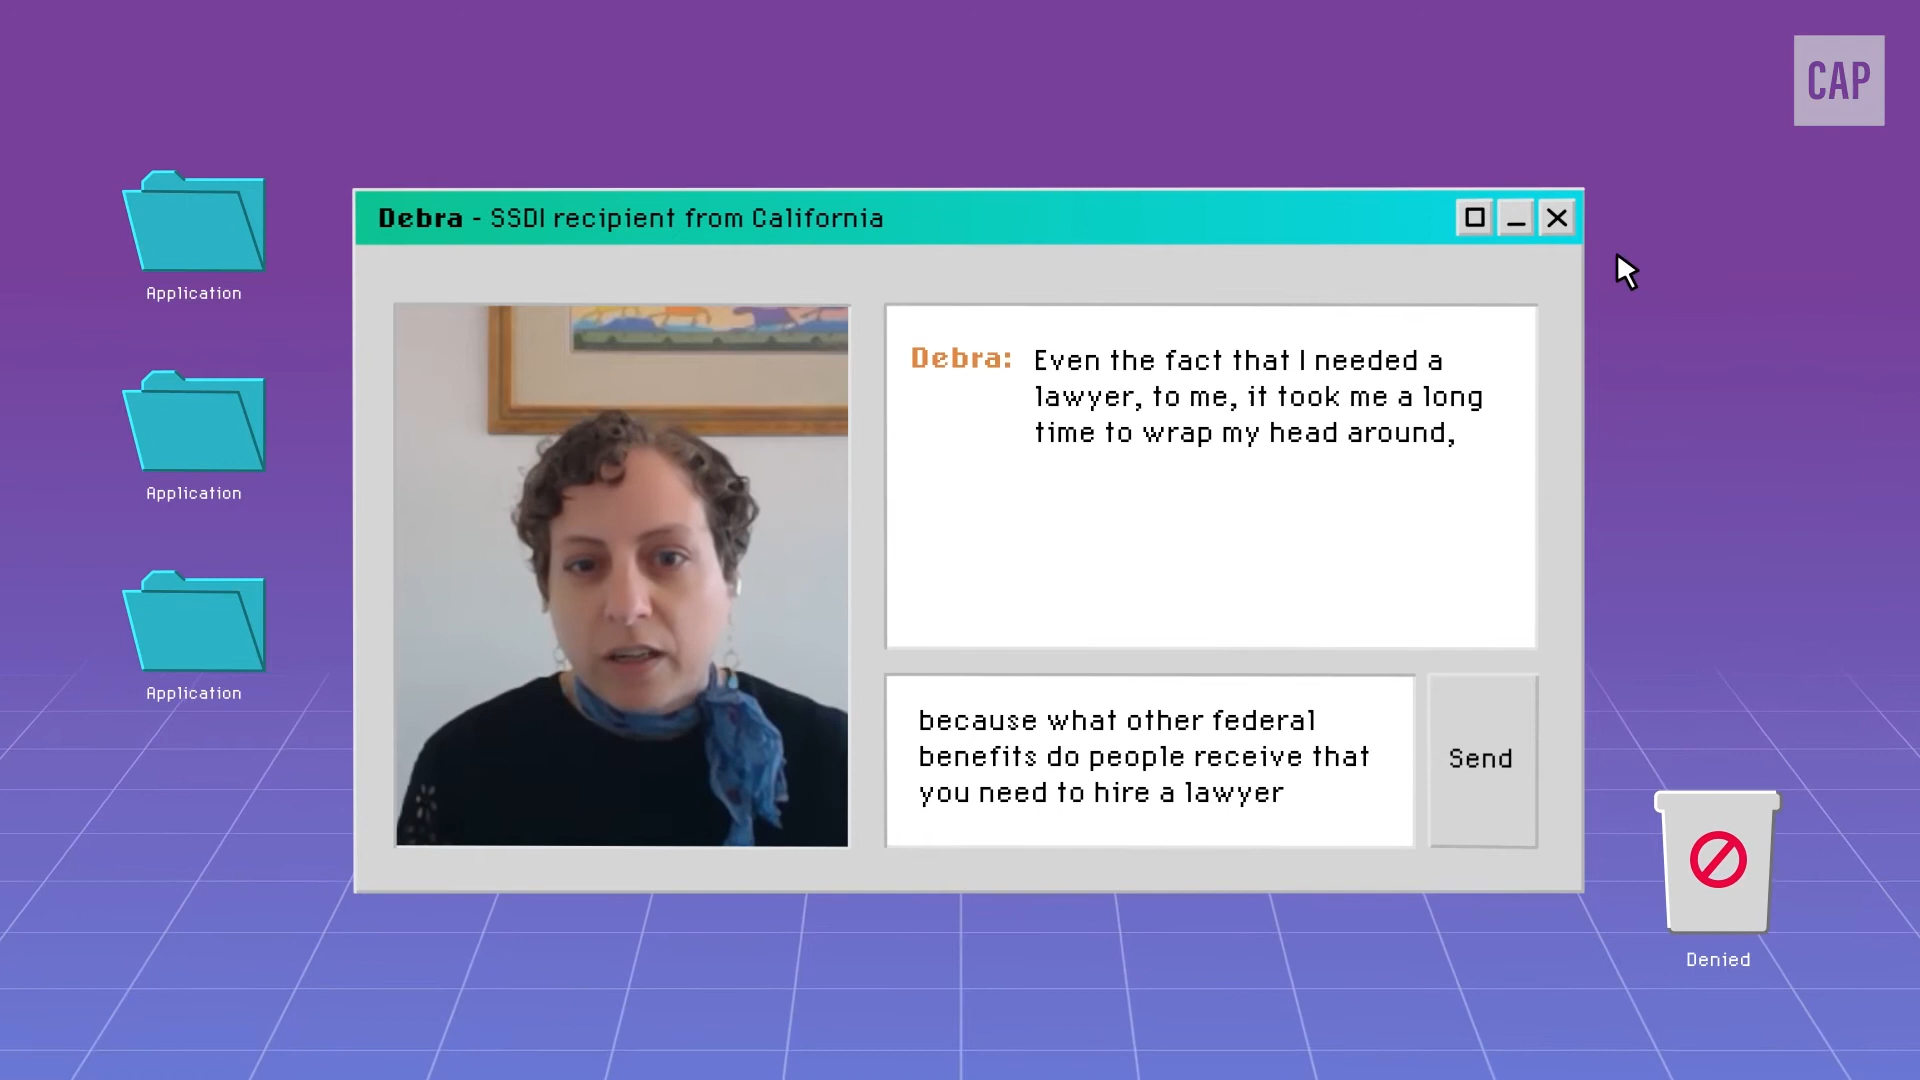 CAP
Debra - SSDI recipient from California
Application
Application
Application
Debra: Even the fact that I needed a
lawyer, to me, it took me a long
time to wrap my head around,
because what other federal
benefits do people receive that
you need to hire a lawyer
Send
Denied